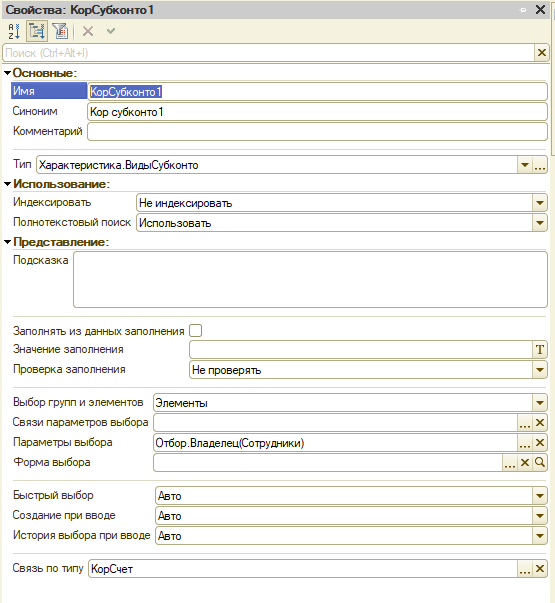 Свойства: КорСубконто1
Поиск (Ctrl+Alt+I)
Основные:
Имя КорСубконто1
Синоним Кор субконто1
Комментарий
Тип Характеристика.ВидыСубконто
Использование:
Индексировать Не индексировать
Полнотекстовый поиск Использовать
Представление:
Подсказка
Заполнять из данных заполнения
Значение заполнения T
Проверка заполнения Не проверять
Выбор групп и элементов Элементы
Связи параметров выбора
Параметры выбора Отбор.Владелец(Сотрудники)
Форма выбора
Быстрый выбор Авто
Создание при вводе Авто
История выбора при вводе Авто
Связь по типу КорСчет